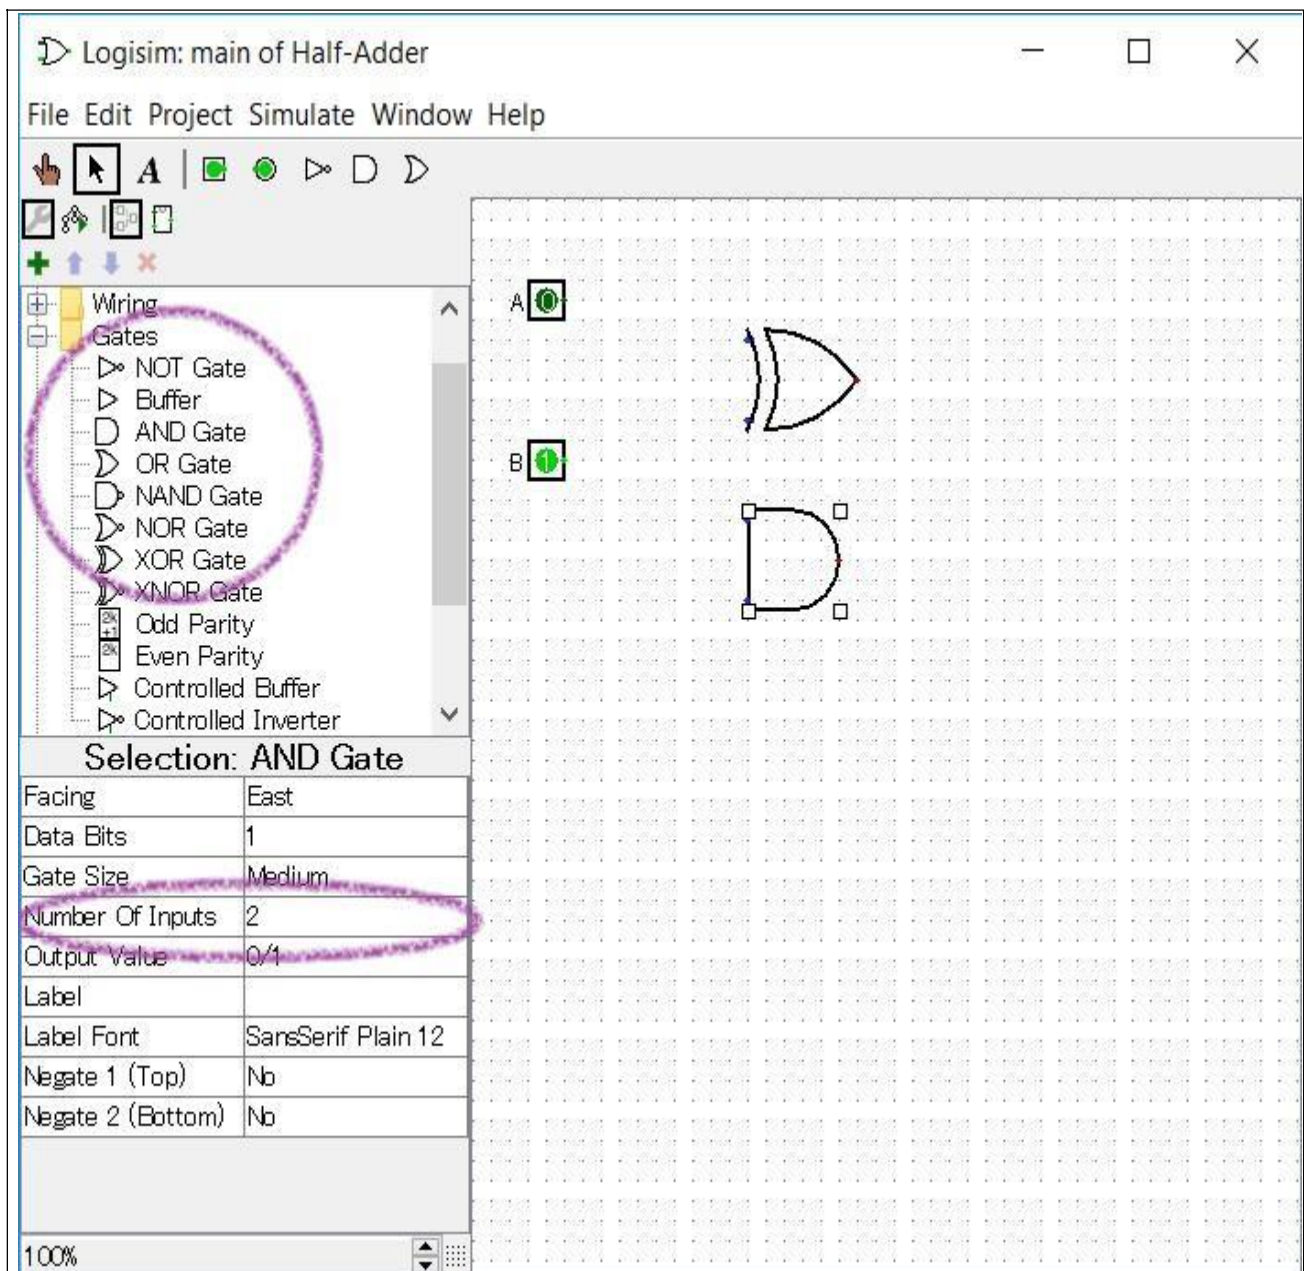 Logisim: main of Half-Adder
File Edit Project Simulate Window Help
A
Wiring
Gates
NOT Gate
Buffer
AND Gate
OR Gate
NAND Gate
NOR Gate
XOR Gate
XNOR Gate
2k
+1 Odd Parity
2k Even Parity
Controlled Buffer
Controlled Inverter
Selection: AND Gate
Facing East
Data Bits 1
Gate Size Medium
Number Of Inputs 2
Output Value 0/1
Label
Label Font SansSerif Plain 12
Negate 1 (Top) No
Negate 2 (Bottom) No
100%
A 0
B 1